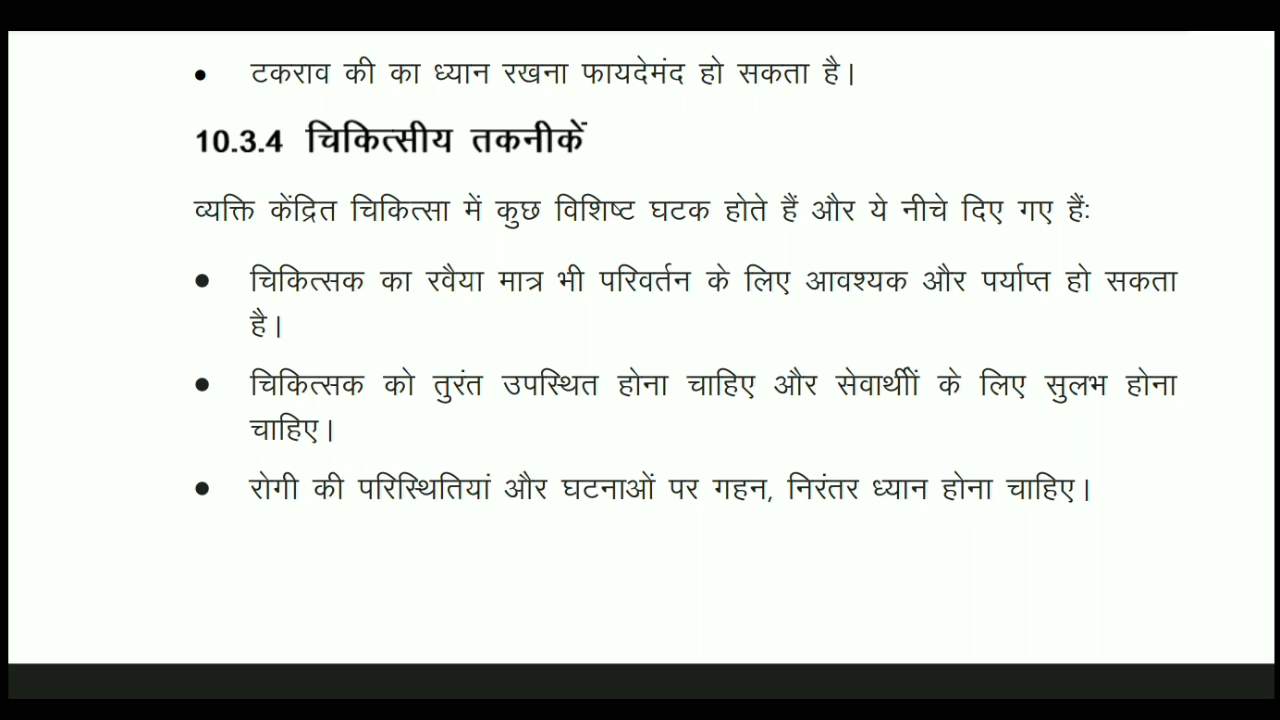 • टकराव की का ध्यान रखना फायदेमंद हो सकता है।
10.3.4 चिकित्सीय तकनीकें
व्यक्ति केंद्रित चिकित्सा में कुछ विशिष्ट घटक होते हैं और ये नीचे दिए गए हैंः
• चिकित्सक का रवैया मात्र भी परिवर्तन के लिए आवश्यक और पर्याप्त हो सकता
है।
• चिकित्सक को तुरंत उपस्थित होना चाहिए और सेवार्थीों के लिए सुलभ होना
चाहिए।
• रोगी की परिस्थितियां और घटनाओं पर गहन, निरंतर ध्यान होना चाहिए।